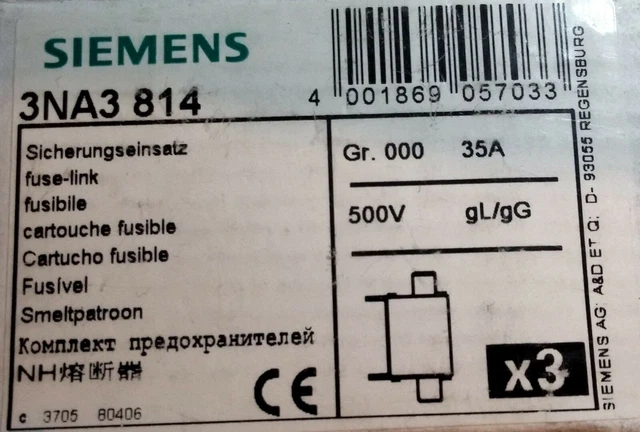 SIEMENS
3NA3 814
4 001869 057033
Sicherungseinsatz
fuse-link
fusibile
cartouche fusible
Cartucho fusible
Fusível
Smeltpatroon
Комплект предохранителей
NH熔断器
c 3705 80406
Gr. 000 35A
500V gL/gG
CE
x3
SIEMENS AG; A&D ET Q; D- 93055 REGENSBURG